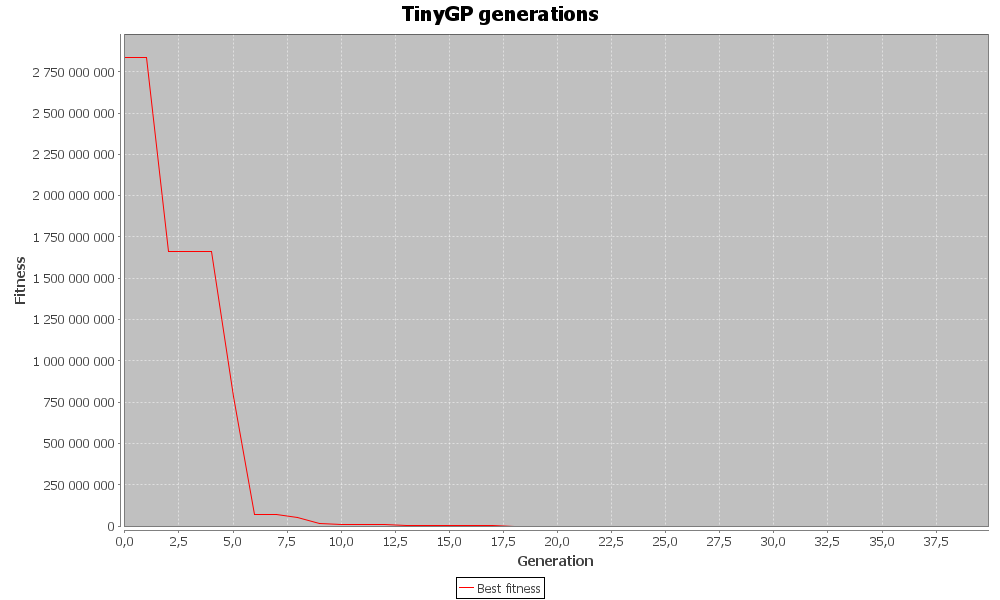 TinyGP generations
Fitness
2 750 000 000
2 500 000 000
2 250 000 000
2 000 000 000
1 750 000 000
1 500 000 000
1 250 000 000
1 000 000 000
750 000 000
500 000 000
250 000 000
0
0,0 2,5 5,0 7,5 10,0 12,5 15,0 17,5 20,0 22,5 25,0 27,5 30,0 32,5 35,0 37,5
Generation
Best fitness